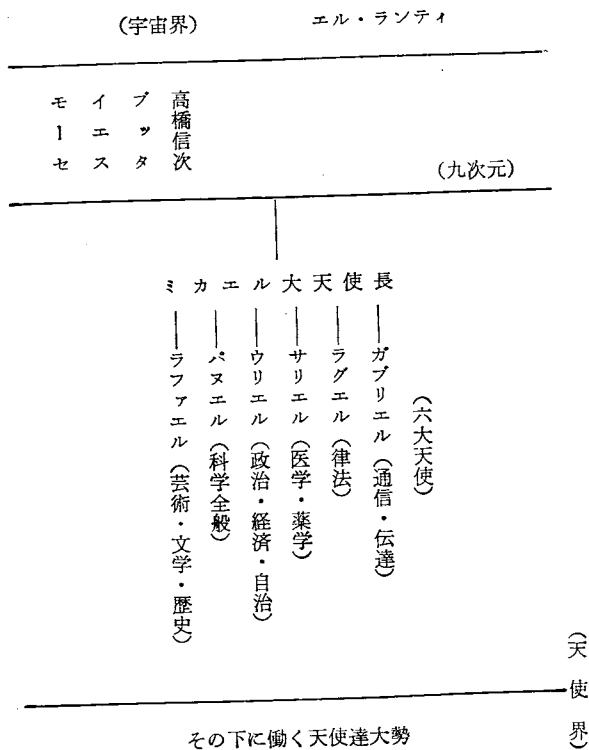 (宇宙界)
エル・ランティ
高橋信次
ブッタ
イエス
モーセ
(九次元)
ミカエル大天使長
(六大天使)
ガブリエル(通信・伝達)
ラグエル(律法)
サリエル(医学・薬学)
ウリエル(政治・経済・自治)
パヌエル(科学全般)
ラファエル(芸術・文学・歴史)
(天使界)
その下に働く天使達大勢